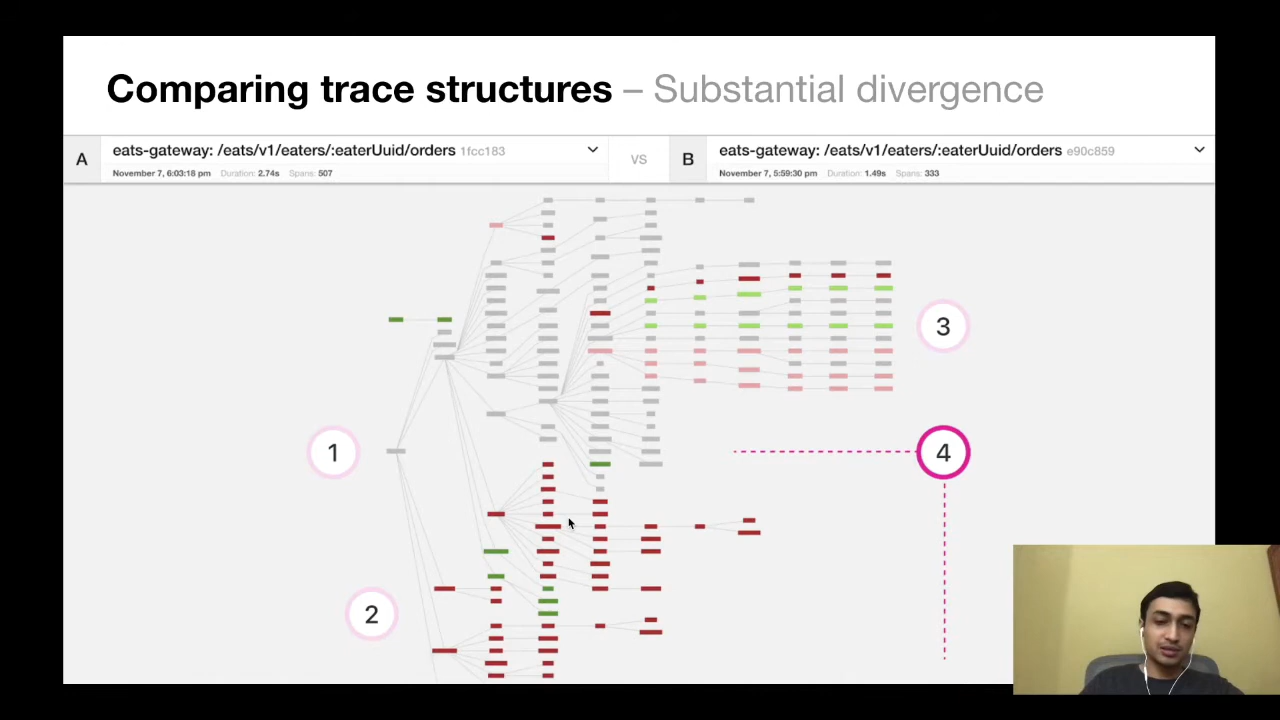 Comparing trace structures – Substantial divergence
A eats-gateway: /eats/v1/eaters/:eaterUuid/orders 1fcc183
November 7, 6:03:18 pm Duration: 2.74s Spans: 507
VS
B eats-gateway: /eats/v1/eaters/:eaterUuid/orders e90c859
November 7, 5:59:30 pm Duration: 1.49s Spans: 333
3
1
4
2